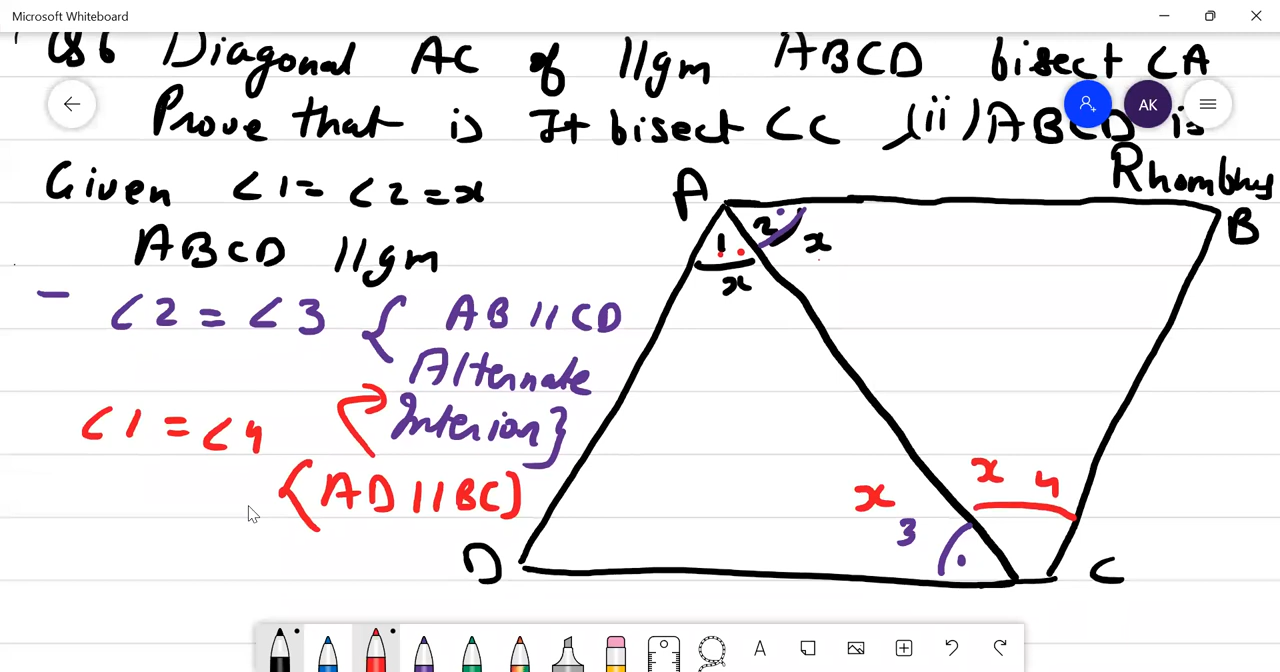 Microsoft Whiteboard
Q6 Diagonal AC of ||gm ABCD bisect <A
Prove that is It bisect <C , (ii) ABCD is
Rhombus
AK
Given <1 = <2 = x
ABCD ||gm
A
B
1
2
x
x
<2 = <3 { AB || CD
Alternate
Interior }
<1 = <4
{ AD || BC }
x
3
x 4
D
C
A